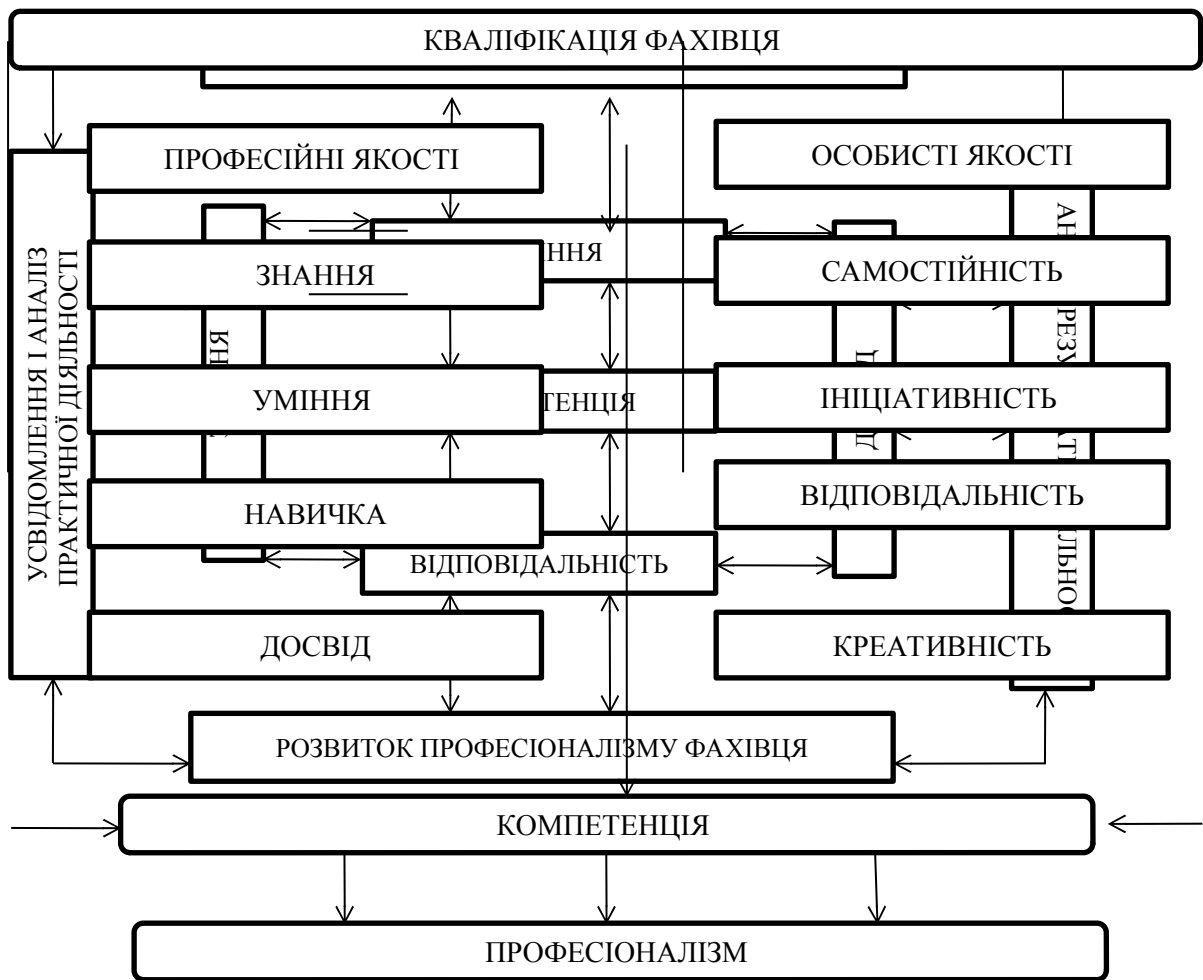 КВАЛІФІКАЦІЯ ФАХІВЦЯ
ПРОФЕСІЙНІ ЯКОСТІ
ОСОБИСТІ ЯКОСТІ
УСВІДОМЛЕННЯ І АНАЛІЗ
ПРАКТИЧНОЇ ДІЯЛЬНОСТІ
ЗНАННЯ
САМОСТІЙНІСТЬ
УМІННЯ
ІНІЦІАТИВНІСТЬ
НАВИЧКА
ВІДПОВІДАЛЬНІСТЬ
ВІДПОВІДАЛЬНІСТЬ
ДОСВІД
КРЕАТИВНІСТЬ
РОЗВИТОК ПРОФЕСІОНАЛІЗМУ ФАХІВЦЯ
КОМПЕТЕНЦІЯ
ПРОФЕСІОНАЛІЗМ